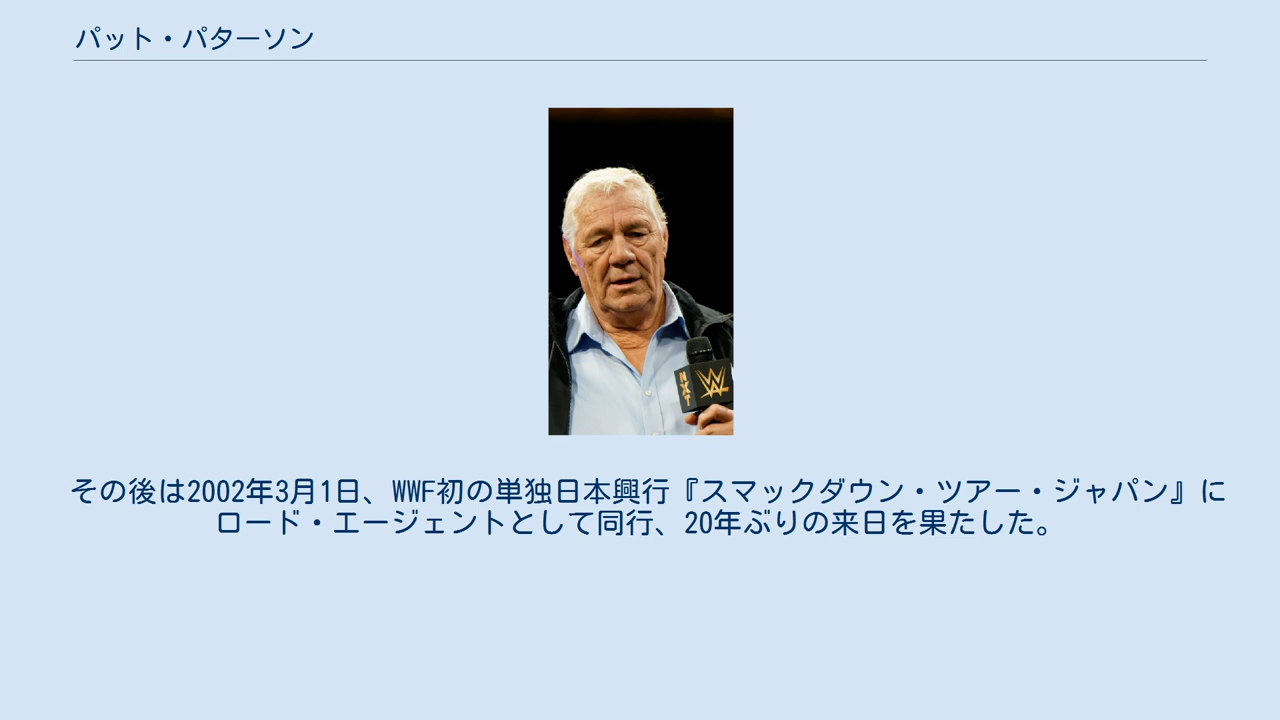 パット・パターソン
NXT
W
その後は2002年3月1日、WWF初の単独日本興行『スマックダウン・ツアー・ジャパン』に
ロード・エージェントとして同行、20年ぶりの来日を果たした。